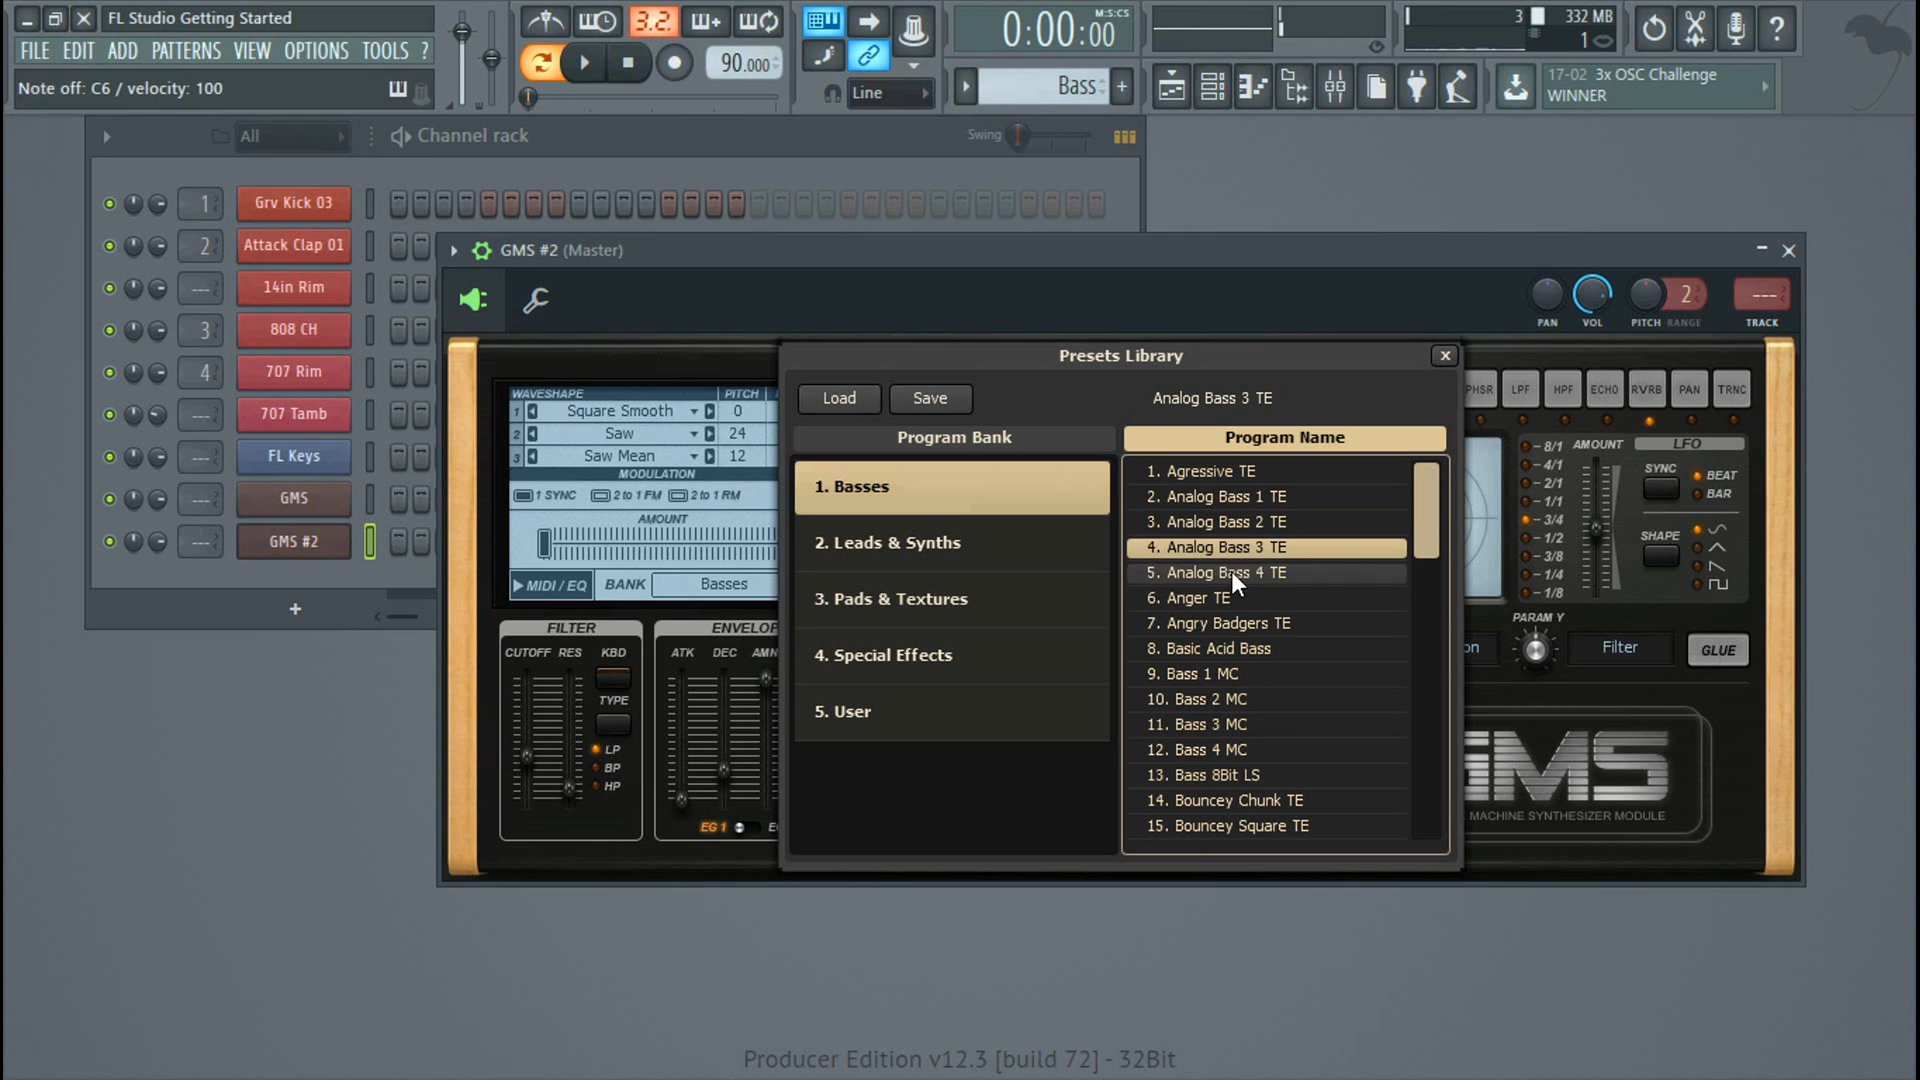 FL Studio Getting Started
FILE EDIT ADD PATTERNS VIEW OPTIONS TOOLS ?
Note off: C6 / velocity: 100
3.2.
90.000
Line
0:00:00
M:S:CS
Bass
3
332 MB
1
17-02 3x OSC Challenge
WINNER
All
Channel rack
Swing
1 Grv Kick 03
2 Attack Clap 01
--- 14in Rim
3 808 CH
4 707 Rim
--- 707 Tamb
--- FL Keys
--- GMS
--- GMS #2
+
GMS #2 (Master)
2
---
PAN VOL PITCH RANGE TRACK
WAVESHAPE PITCH
1 Square Smooth 0
2 Saw 24
3 Saw Mean 12
MODULATION
1 SYNC 2 to 1 FM 2 to 1 RM
AMOUNT
MIDI / EQ BANK Basses
FILTER
CUTOFF RES KBD
TYPE
LP
BP
HP
ATK DEC
EG 1
Presets Library
Load Save Analog Bass 3 TE
Program Bank
1. Basses
2. Leads & Synths
3. Pads & Textures
4. Special Effects
5. User
Program Name
1. Agressive TE
2. Analog Bass 1 TE
3. Analog Bass 2 TE
4. Analog Bass 3 TE
5. Analog Bass 4 TE
6. Anger TE
7. Angry Badgers TE
8. Basic Acid Bass
9. Bass 1 MC
10. Bass 2 MC
11. Bass 3 MC
12. Bass 4 MC
13. Bass 8Bit LS
14. Bouncey Chunk TE
15. Bouncey Square TE
PHSR LPF HPF ECHO RVRB PAN TRNC
8/1
4/1
2/1
1/1
3/4
1/2
3/8
1/4
1/8
AMOUNT
LFO
SYNC
BEAT
BAR
SHAPE
PARAM Y
Filter
GLUE
GMS
MACHINE SYNTHESIZER MODULE
Producer Edition v12.3 [build 72] - 32Bit